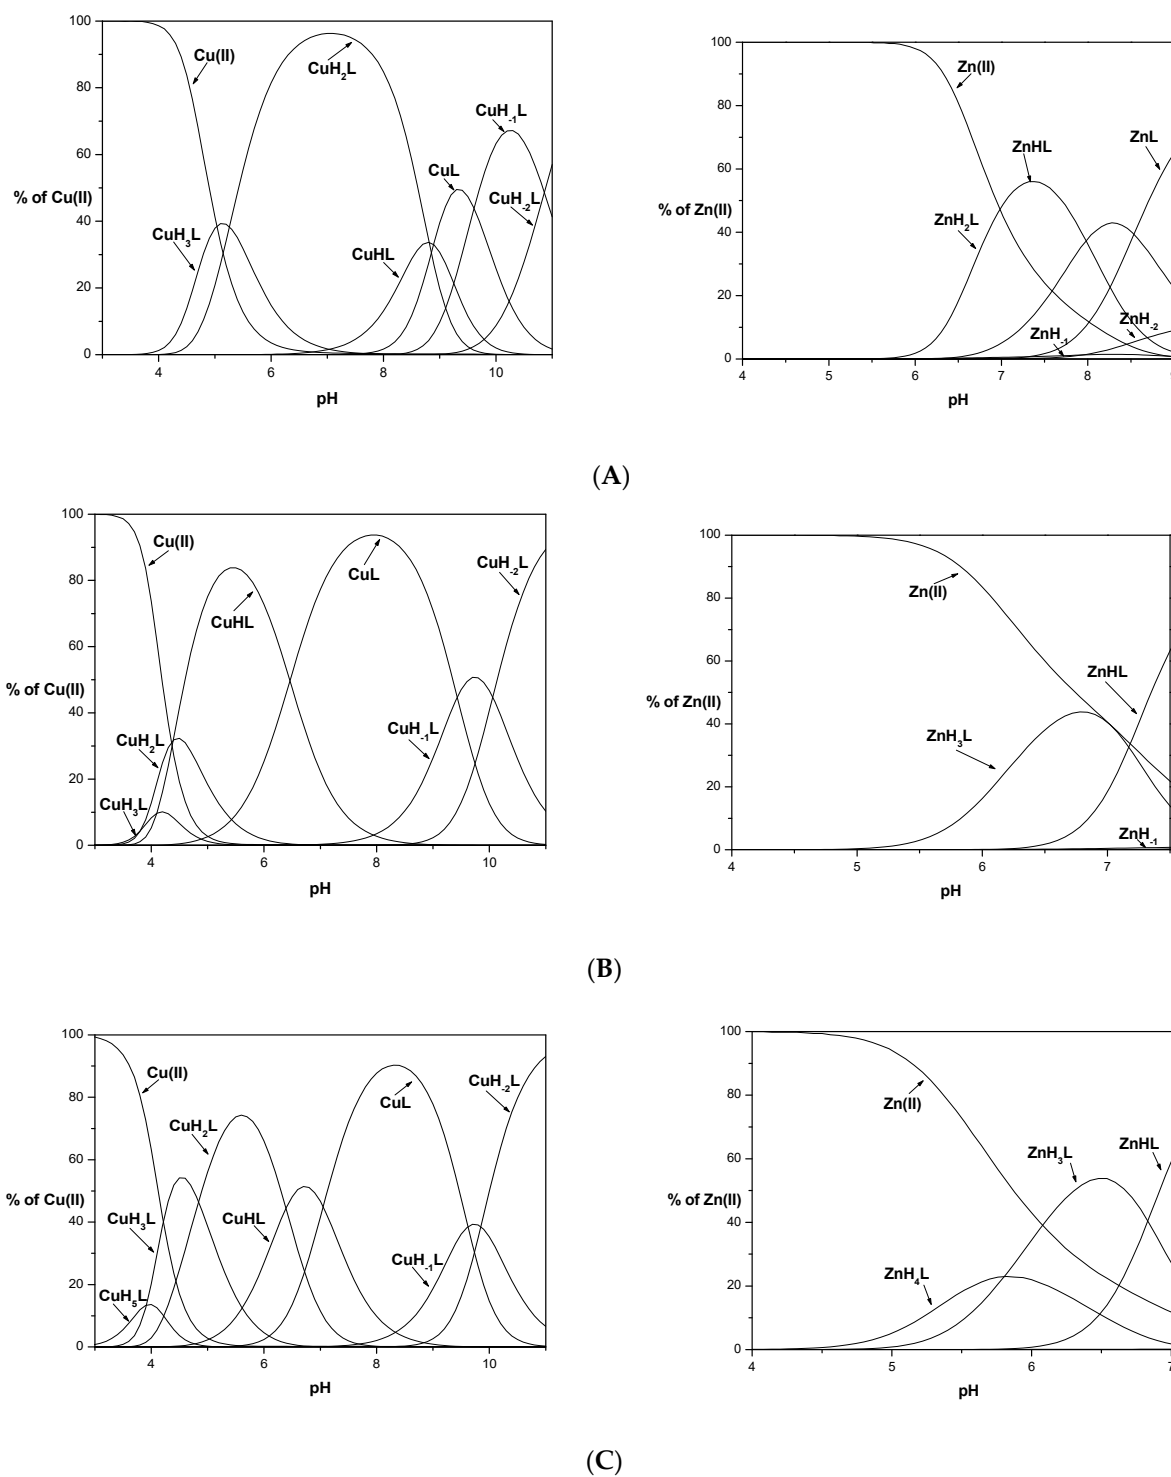 100
80
60
% of Cu(II)
40
20
0
4
6
8
10
pH
Cu(II)
CuH₂L
CuH₋₁L
CuL
CuH₋₂L
CuH₃L
CuHL
100
80
60
% of Zn(II)
40
20
0
4
5
6
7
8
pH
Zn(II)
ZnHL
ZnL
ZnH₂L
ZnH₋₂
ZnH₋₁
(A)
100
80
60
% of Cu(II)
40
20
0
4
6
8
10
pH
Cu(II)
CuL
CuH₋₂L
CuHL
CuH₂L
CuH₋₁L
CuH₃L
100
80
60
% of Zn(II)
40
20
0
4
5
6
7
pH
Zn(II)
ZnHL
ZnH₃L
ZnH₋₁
(B)
100
80
60
% of Cu(II)
40
20
0
4
6
8
10
pH
Cu(II)
CuL
CuH₋₂L
CuH₂L
CuH₃L
CuHL
CuH₋₁L
CuH₅L
100
80
60
% of Zn(II)
40
20
0
4
5
6
7
pH
Zn(II)
ZnH₃L
ZnHL
ZnH₄L
(C)